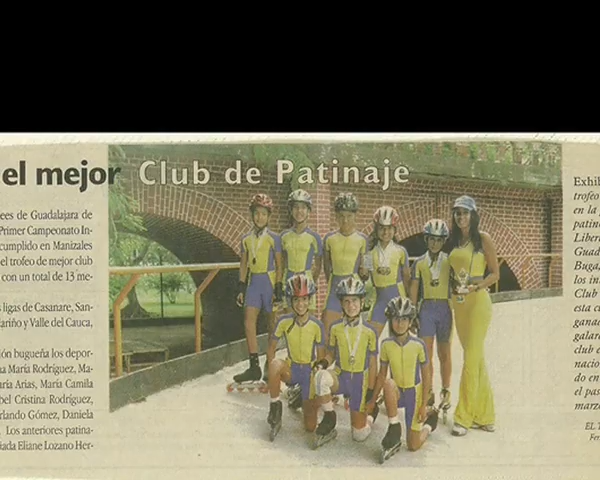 el mejor Club de Patinaje
ees de Guadalajara de
Primer Campeonato In-
cumplido en Manizales
el trofeo de mejor club
con un total de 13 me-
s ligas de Casanare, San-
ariño y Valle del Cauca,
ón bugueña los depor-
na María Rodríguez, Ma-
aría Arias, María Camila
bel Cristina Rodríguez,
rlando Gómez, Daniela
. Los anteriores patina-
iada Eliane Lozano Her-
Exhib
trofeo
en la
patin
Liber
Guad
Buga,
los in
Club
esta c
gana
galar
club e
nacio
do en
el pas
marz
EL T
Fer